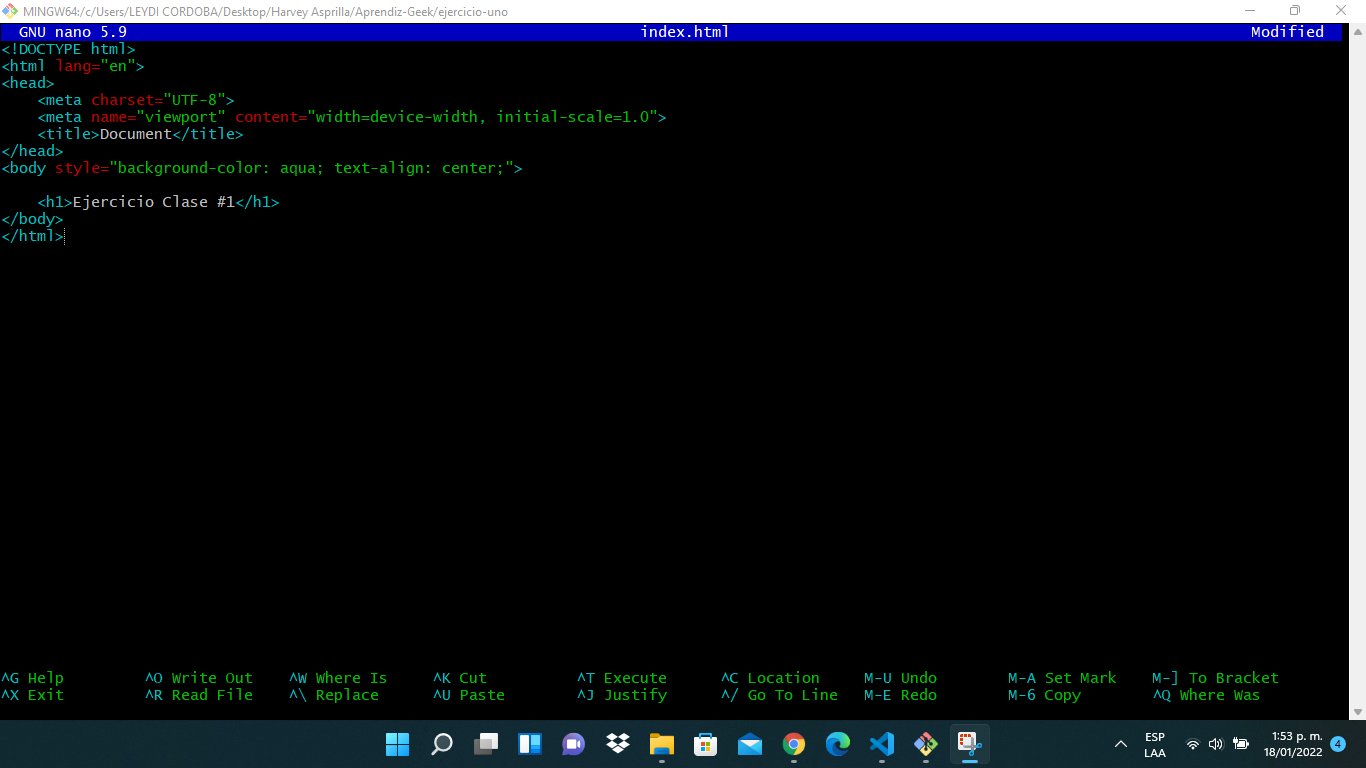 MINGW64:/c/Users/LEYDI CORDOBA/Desktop/Harvey Asprilla/Aprendiz-Geek/ejercicio-uno
GNU nano 5.9 index.html Modified
<!DOCTYPE html>
<html lang="en">
<head>
    <meta charset="UTF-8">
    <meta name="viewport" content="width=device-width, initial-scale=1.0">
    <title>Document</title>
</head>
<body style="background-color: aqua; text-align: center;">
    <h1>Ejercicio Clase #1</h1>
</body>
</html>
^G Help ^O Write Out ^W Where Is ^K Cut ^T Execute ^C Location M-U Undo M-A Set Mark M-] To Bracket
^X Exit ^R Read File ^\ Replace ^U Paste ^J Justify ^/ Go To Line M-E Redo M-6 Copy ^Q Where Was
ESP 1:53 p. m.
LAA 18/01/2022 4